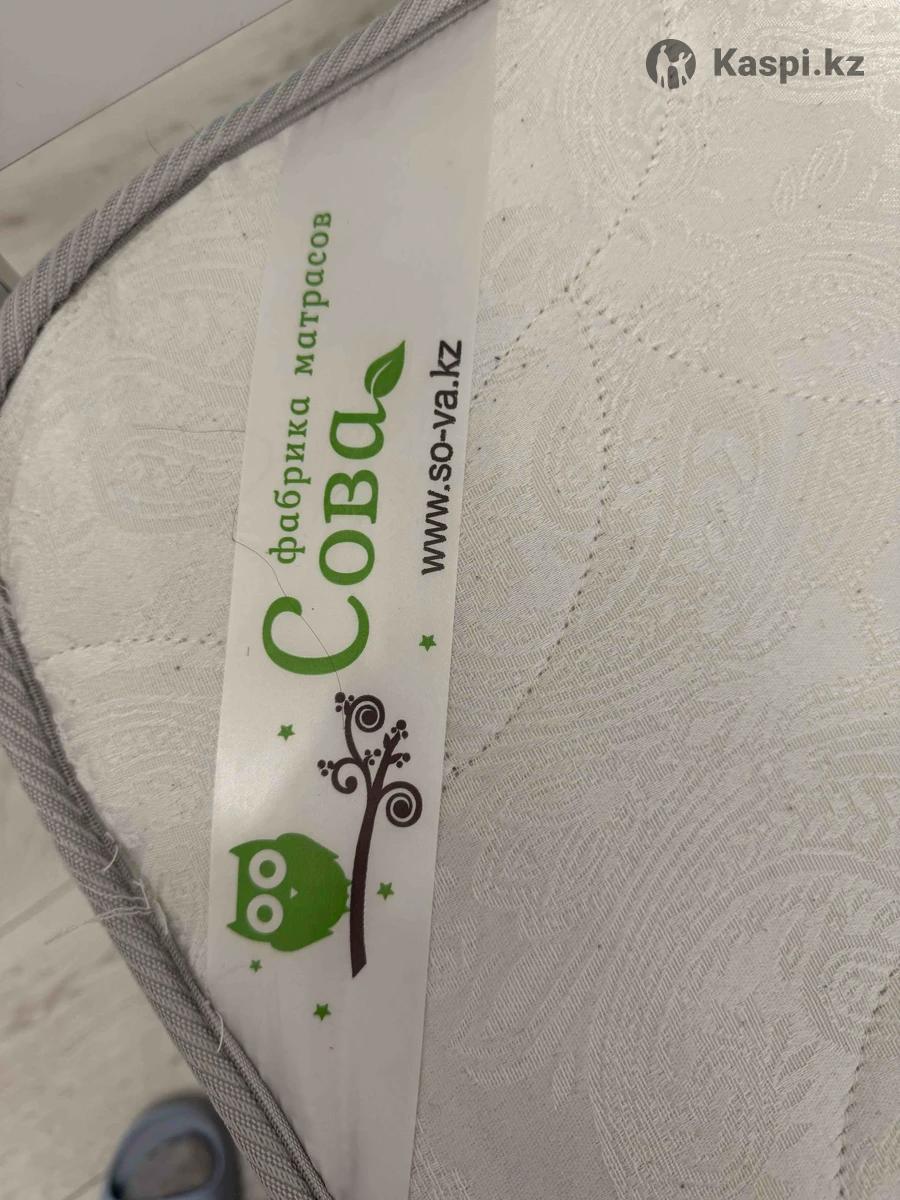 Kaspi.kz
фабрика матрасов
Сова
www.so-va.kz